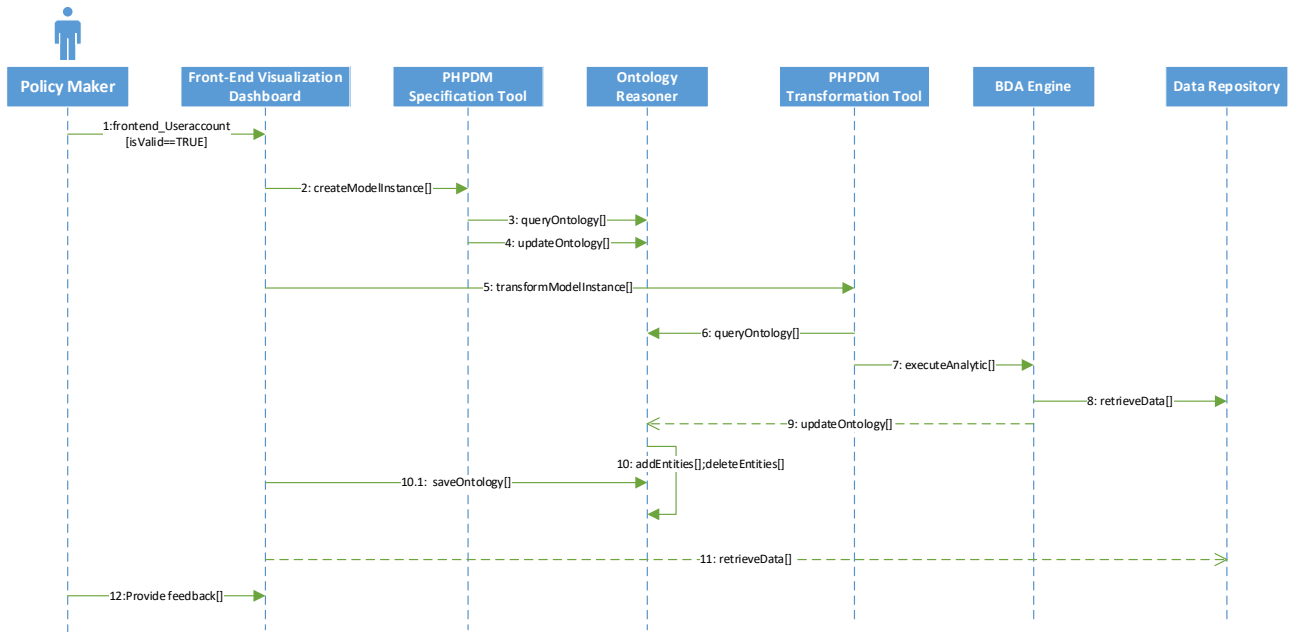 Policy Maker
Front-End Visualization
Dashboard
PHPDM
Specification Tool
Ontology
Reasoner
PHPDM
Transformation Tool
BDA Engine
Data Repository
1:frontend_Useraccount
[isValid==TRUE]
2: createModelInstance[]
3: queryOntology[]
4: updateOntology[]
5: transformModelInstance[]
6: queryOntology[]
7: executeAnalytic[]
8: retrieveData[]
9: updateOntology[]
10: addEntities[];deleteEntities[]
10.1: saveOntology[]
11: retrieveData[]
12:Provide feedback[]